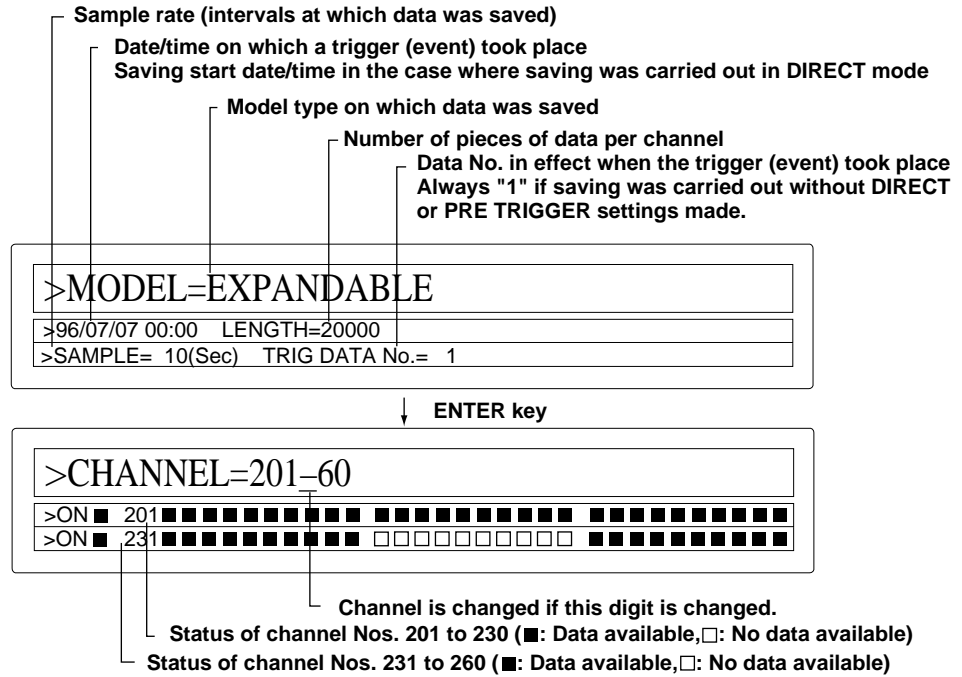 Sample rate (intervals at which data was saved)
Date/time on which a trigger (event) took place
Saving start date/time in the case where saving was carried out in DIRECT mode
Model type on which data was saved
Number of pieces of data per channel
Data No. in effect when the trigger (event) took place
Always "1" if saving was carried out without DIRECT
or PRE TRIGGER settings made.
>MODEL=EXPANDABLE
>96/07/07 00:00 LENGTH=20000
>SAMPLE= 10(Sec) TRIG DATA No.= 1
ENTER key
>CHANNEL=201–60
>ON ■ 201 ■■■■■■■■■■ ■■■■■■■■■■ ■■■■■■■■■■
>ON ■ 231 ■■■■■■■■■■ □□□□□□□□□□ ■■■■■■■■■■
Channel is changed if this digit is changed.
Status of channel Nos. 201 to 230 (■: Data available,□: No data available)
Status of channel Nos. 231 to 260 (■: Data available,□: No data available)